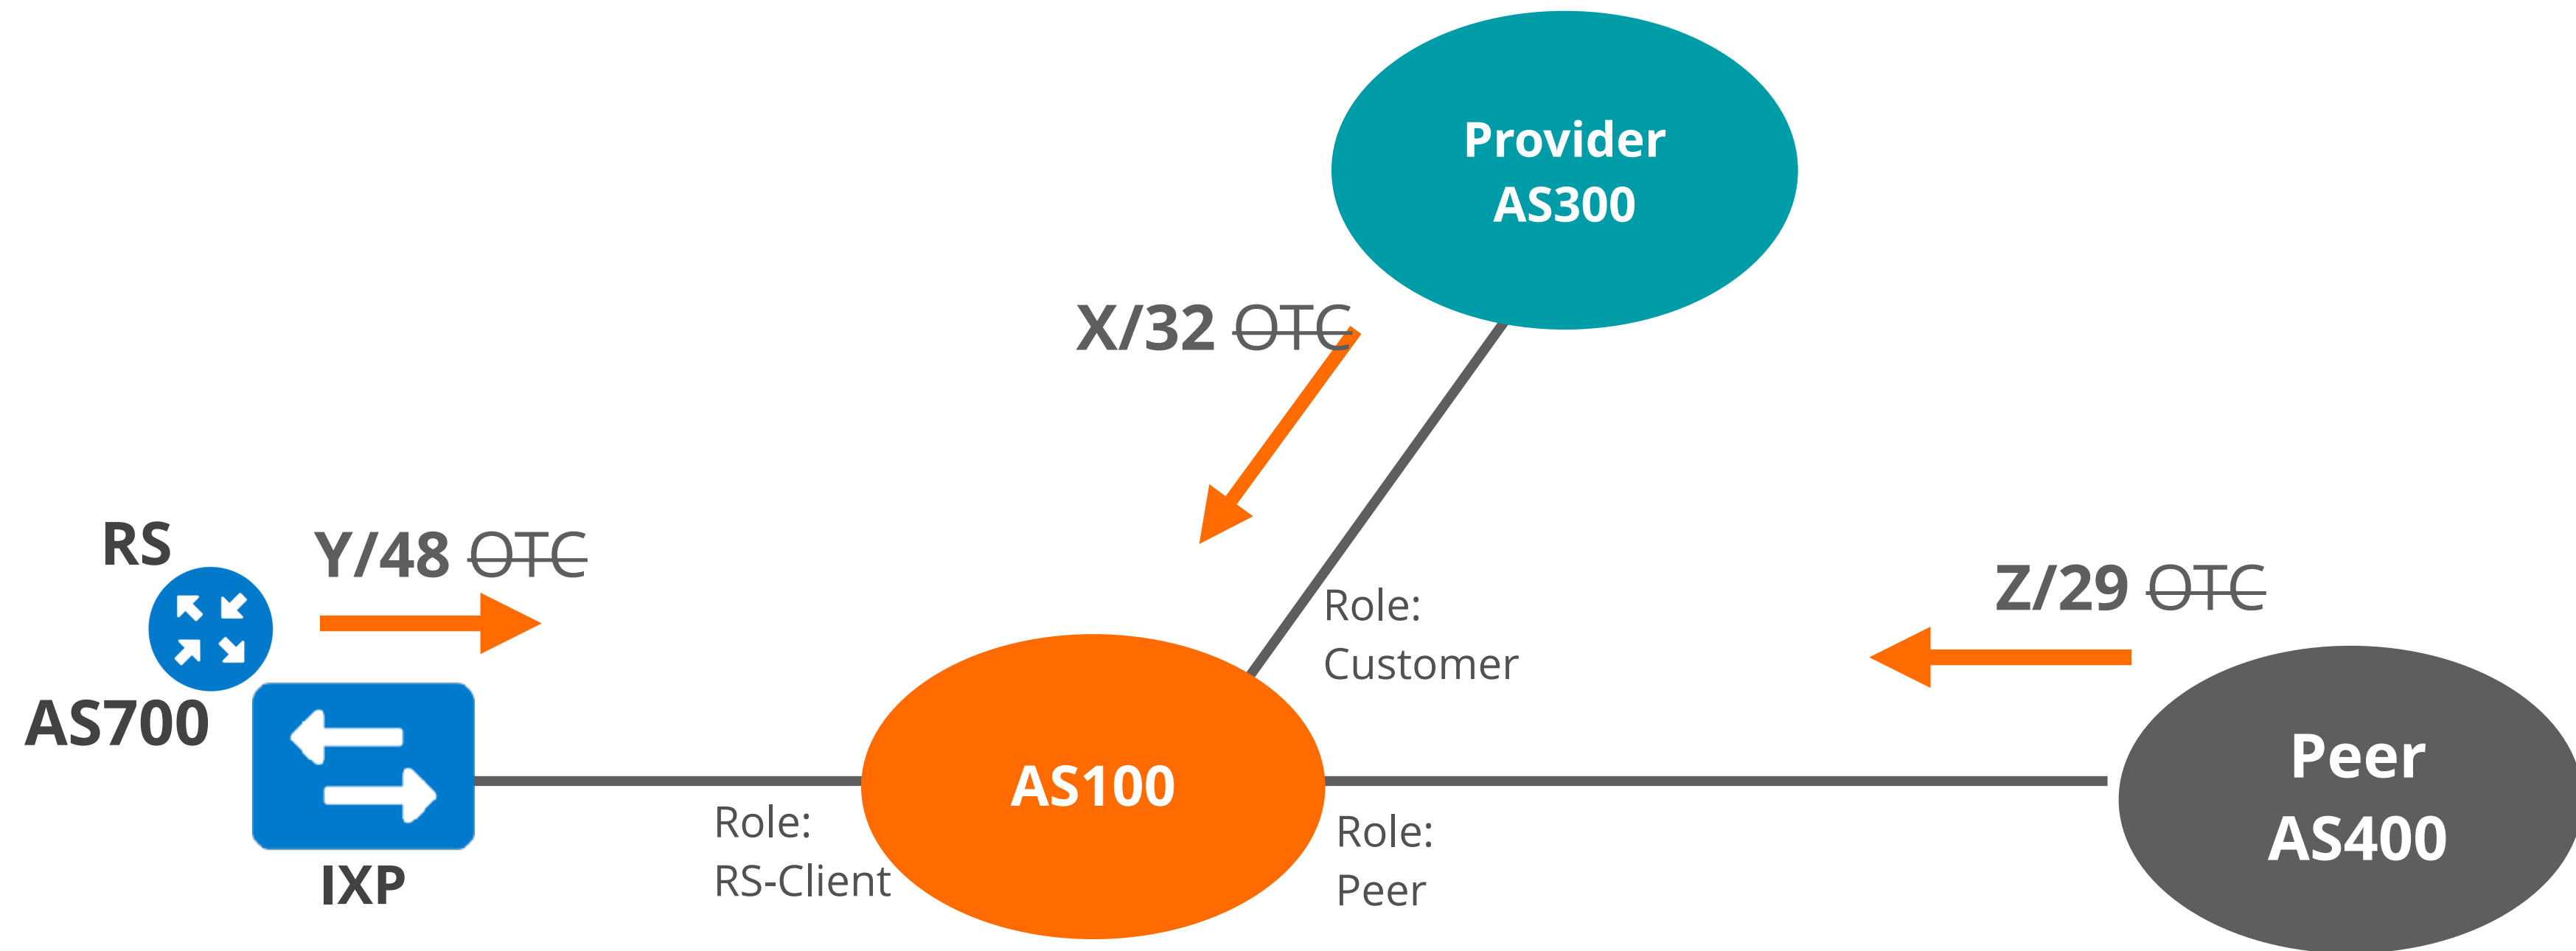 Provider
AS300
X/32 OTC
RS
Y/48 OTC
AS700
IXP
Role:
Customer
Z/29 OTC
AS100
Role:
RS-Client
Role:
Peer
Peer
AS400